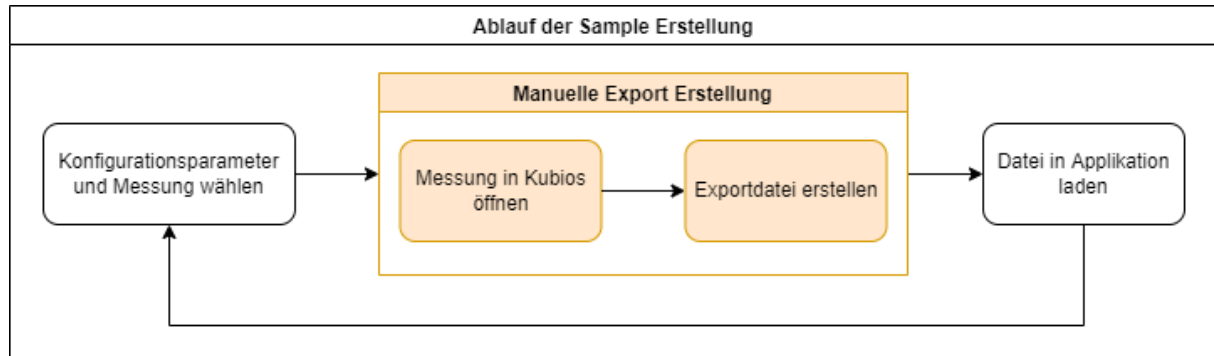 Ablauf der Sample Erstellung
Manuelle Export Erstellung
Konfigurationsparameter
und Messung wählen
Messung in Kubios
öffnen
Exportdatei erstellen
Datei in Applikation
laden